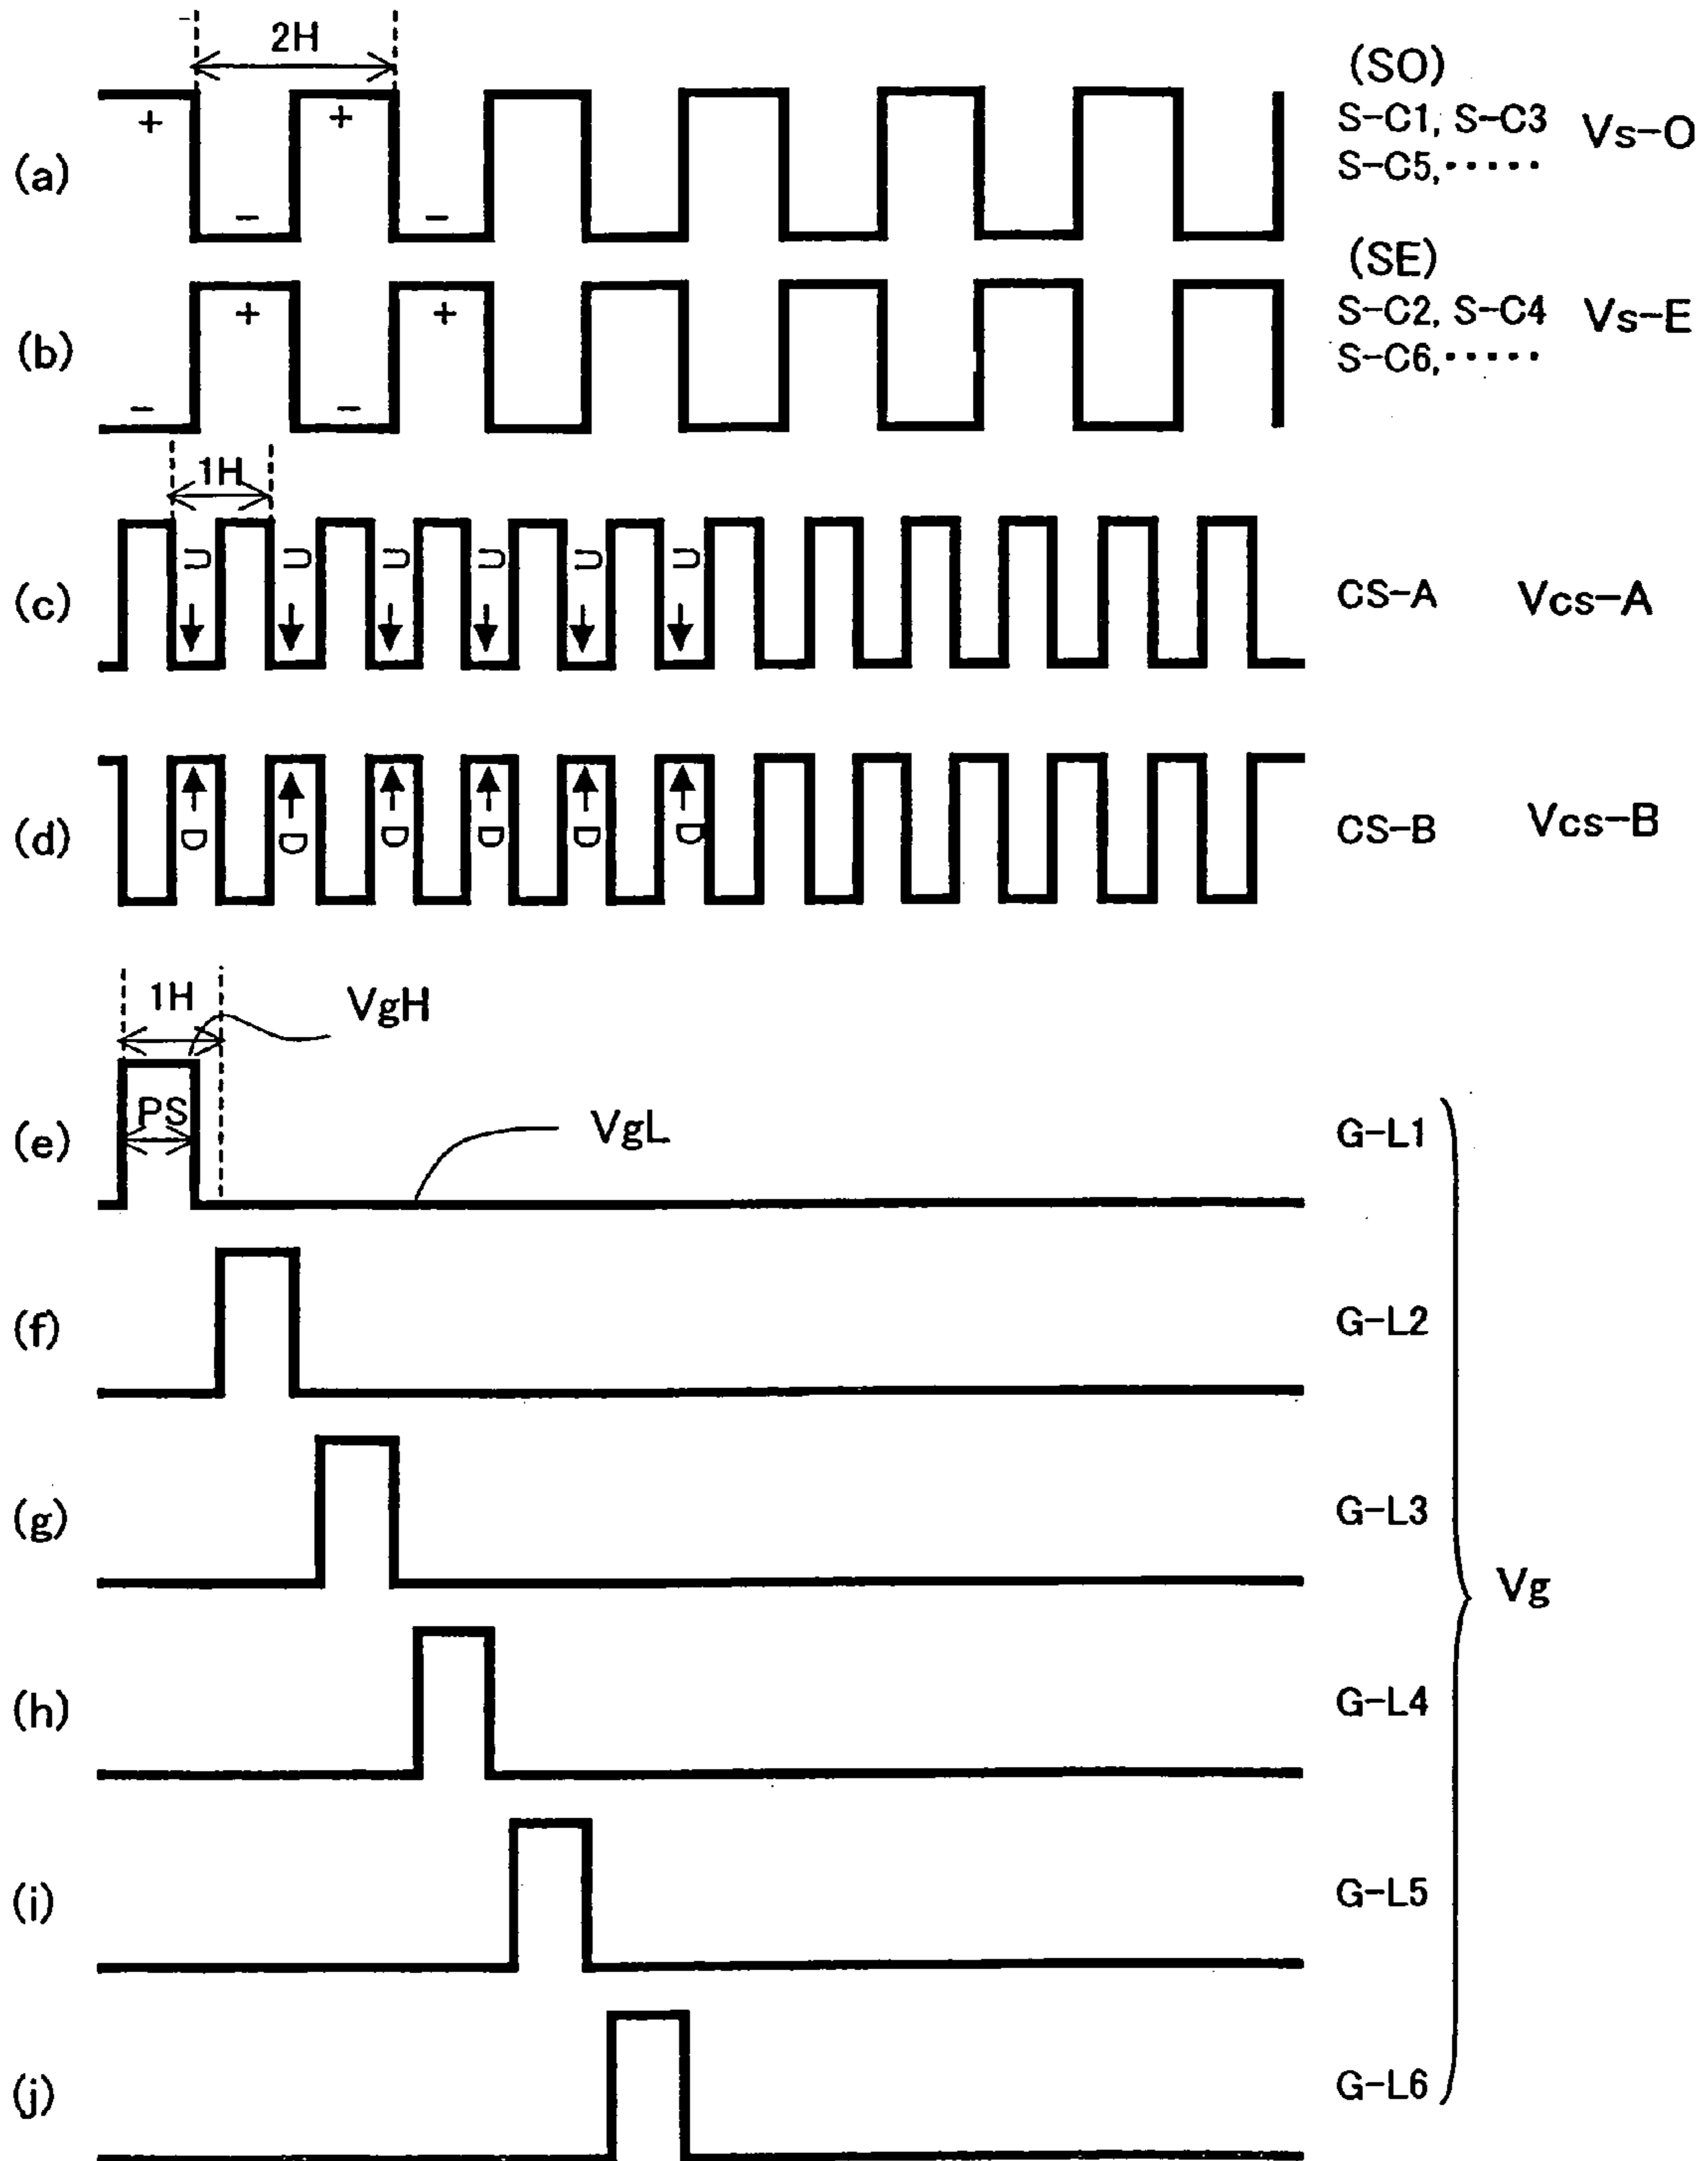 2H
(SO)
(a)
+
−
+
−
S-C1, S-C3
S-C5,·····
Vs-O
(SE)
(b)
−
+
−
+
S-C2, S-C4
S-C6,·····
Vs-E
1H
(c)
U U U U U U
CS-A
Vcs-A
(d)
D D D D D D
CS-B
Vcs-B
1H
VgH
(e)
PS
VgL
G-L1
(f)
G-L2
(g)
G-L3
Vg
(h)
G-L4
(i)
G-L5
(j)
G-L6